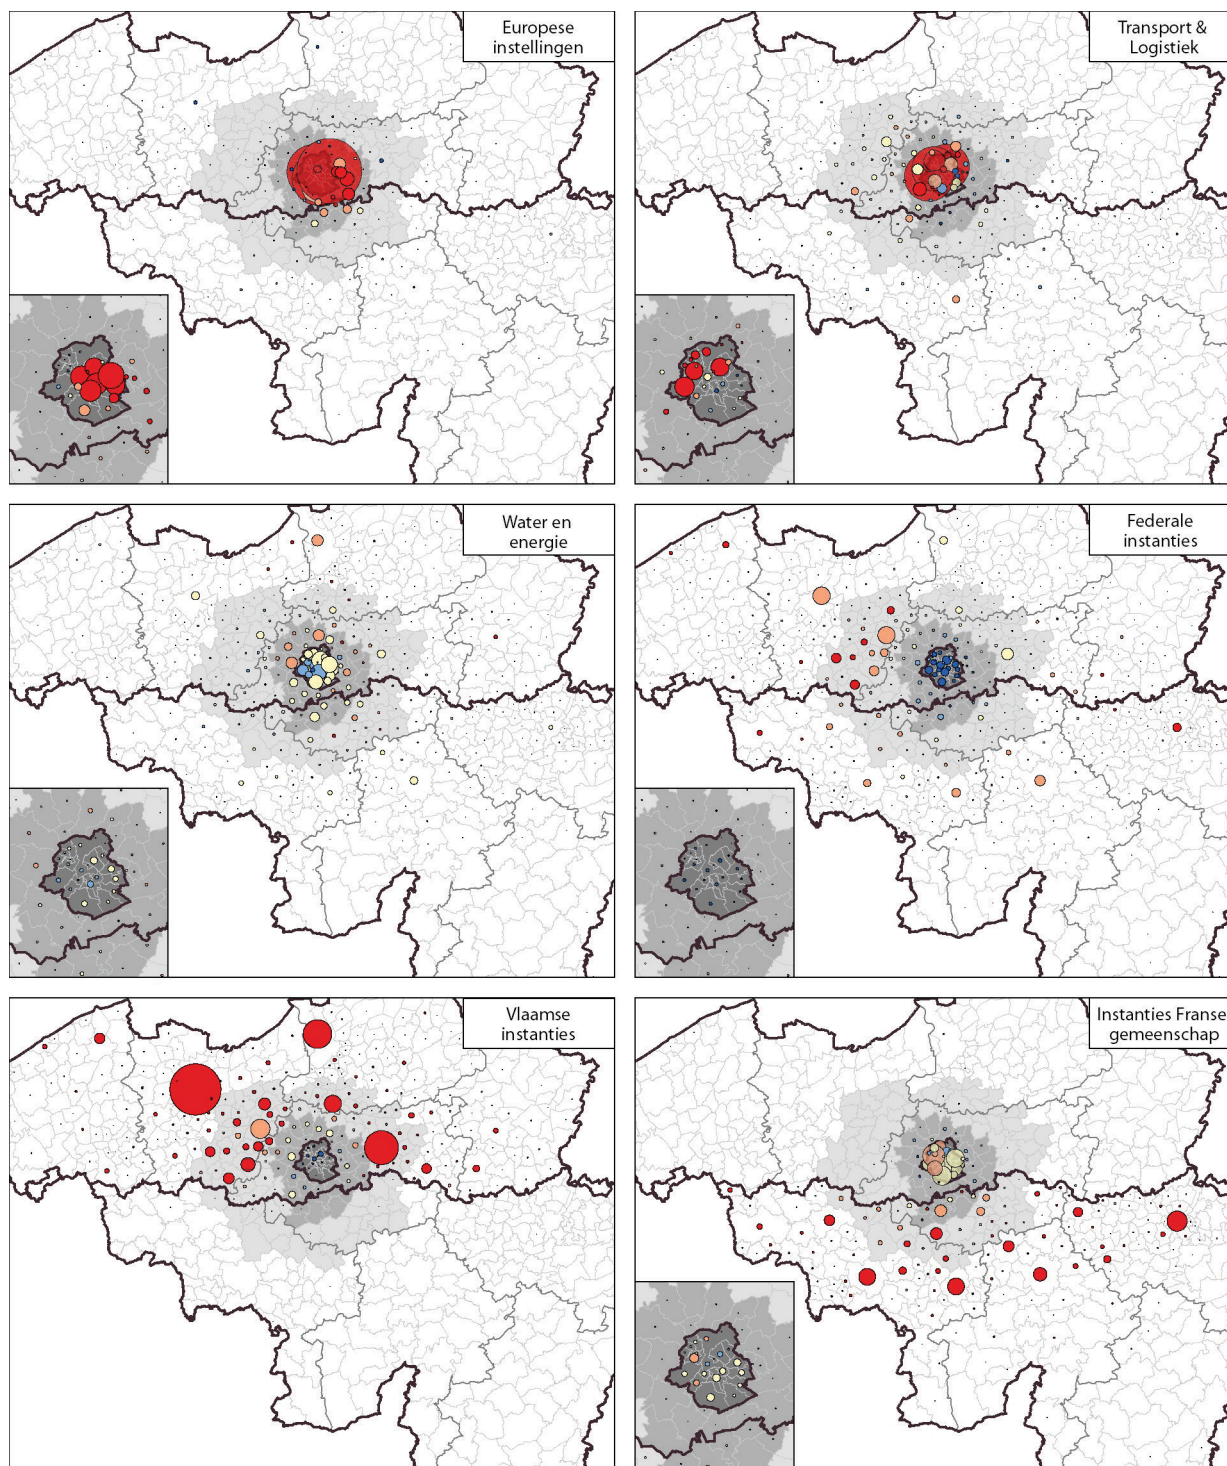 Europese
instellingen
Transport &
Logistiek
Water en
energie
Federale
instanties
Vlaamse
instanties
Instanties Franse
gemeenschap